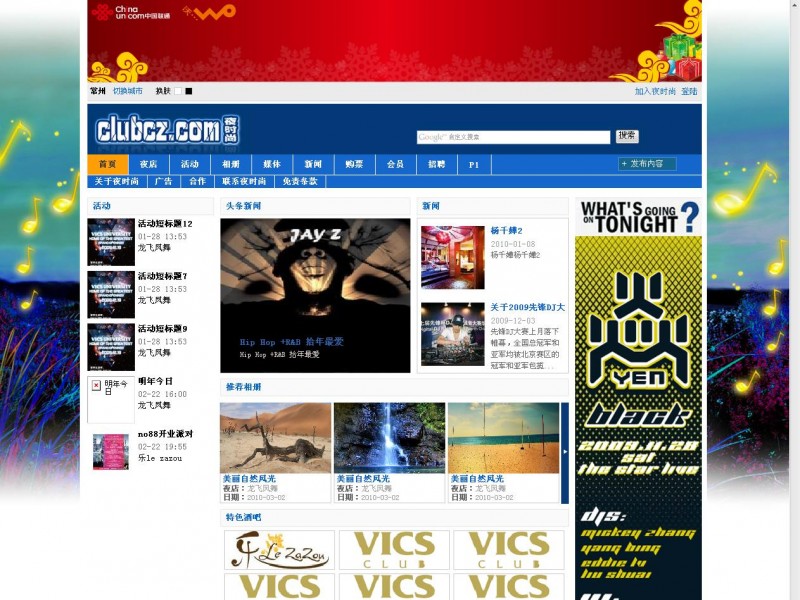 China
unicom中国联通
WO
常州 切换城市 换肤
加入夜时尚 登陆
clubcz.com 夜时尚
Google™ 自定义搜索
搜索
首页 夜店 活动 相册 媒体 新闻 购票 会员 招聘 P1
+ 发布内容
关于夜时尚 广告 合作 联系夜时尚 免责条款
活动
活动短标题12
01-28 13:53
龙飞凤舞
活动短标题7
01-28 13:53
龙飞凤舞
活动短标题9
01-28 13:53
龙飞凤舞
明年今日
明年今日
02-22 16:00
龙飞凤舞
no88开业派对
02-22 19:55
乐le zazou
头条新闻
JAY Z
Hip Hop +R&B 拾年最爱
Hip Hop +R&B 拾年最爱
新闻
杨千嬅2
2010-01-08
杨千嬅杨千嬅2
关于2009先锋DJ大
2009-12-03
先锋DJ大赛上月落下
帷幕，全国总冠军和
亚军均被北京赛区的
冠军和亚军包揽...
推荐相册
美丽自然风光
夜店：龙飞凤舞
日期：2010-03-02
美丽自然风光
夜店：龙飞凤舞
日期：2010-03-02
美丽自然风光
夜店：龙飞凤舞
日期：2010-03-02
特色酒吧
乐 Le ZaZou
VICS
CLUB
VICS
CLUB
VICS
VICS
VICS
WHAT'S GOING
ON TONIGHT ?
YEN
black
2009.11.28
sat
the star live
djs:
mickey zhang
yang bing
eddie lv
hu shuai